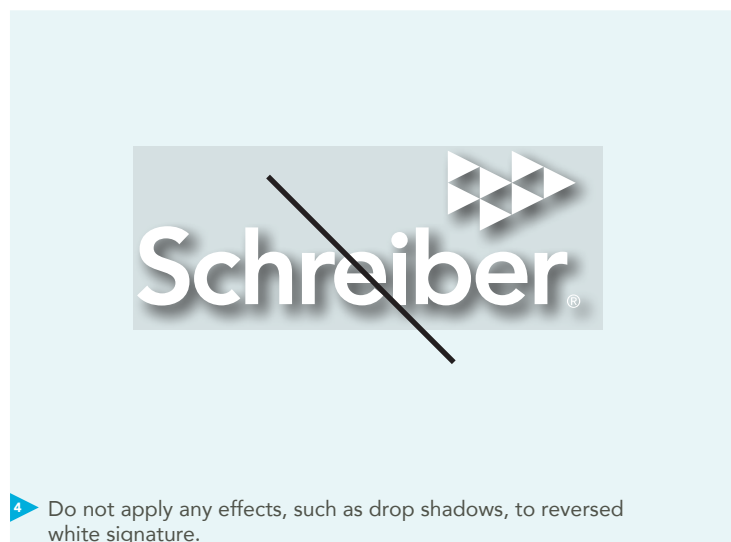 Schreiber®
4 Do not apply any effects, such as drop shadows, to reversed
white signature.